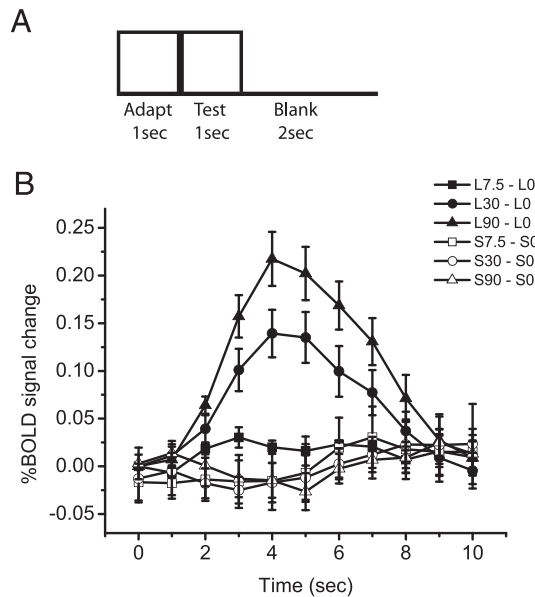 A
Adapt Test Blank
1sec 1sec 2sec
B
L7.5 - L0
L30 - L0
L90 - L0
S7.5 - S0
S30 - S0
S90 - S0
%BOLD signal change
0.25
0.20
0.15
0.10
0.05
0.00
-0.05
0 2 4 6 8 10
Time (sec)